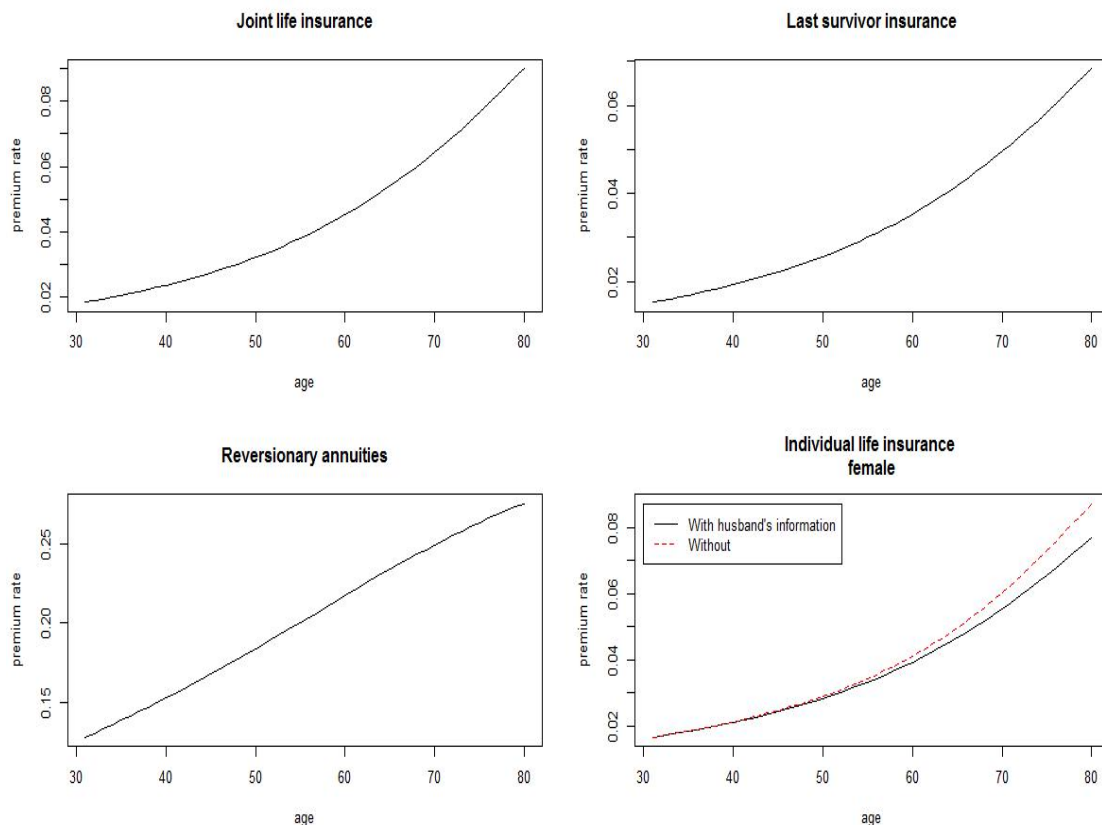 Joint life insurance
premium rate
0.02 0.04 0.06 0.08
30 40 50 60 70 80
age
Last survivor insurance
premium rate
0.02 0.04 0.06
30 40 50 60 70 80
age
Reversionary annuities
premium rate
0.15 0.20 0.25
30 40 50 60 70 80
age
Individual life insurance
female
With husband's information
Without
premium rate
0.02 0.04 0.06 0.08
30 40 50 60 70 80
age